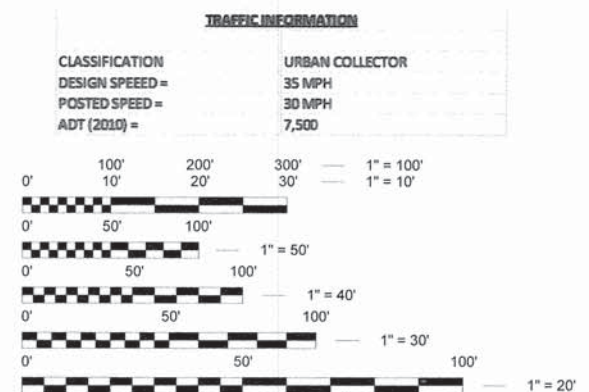 TRAFFIC INFORMATION
CLASSIFICATION URBAN COLLECTOR
DESIGN SPEEED = 35 MPH
POSTED SPEED = 30 MPH
ADT (2010) = 7,500
100' 200' 300' 1" = 100'
0' 10' 20' 30' 1" = 10'
0' 50' 100'
1" = 50'
0' 50' 100'
1" = 40'
0' 50' 100'
1" = 30'
0' 50' 100'
1" = 20'